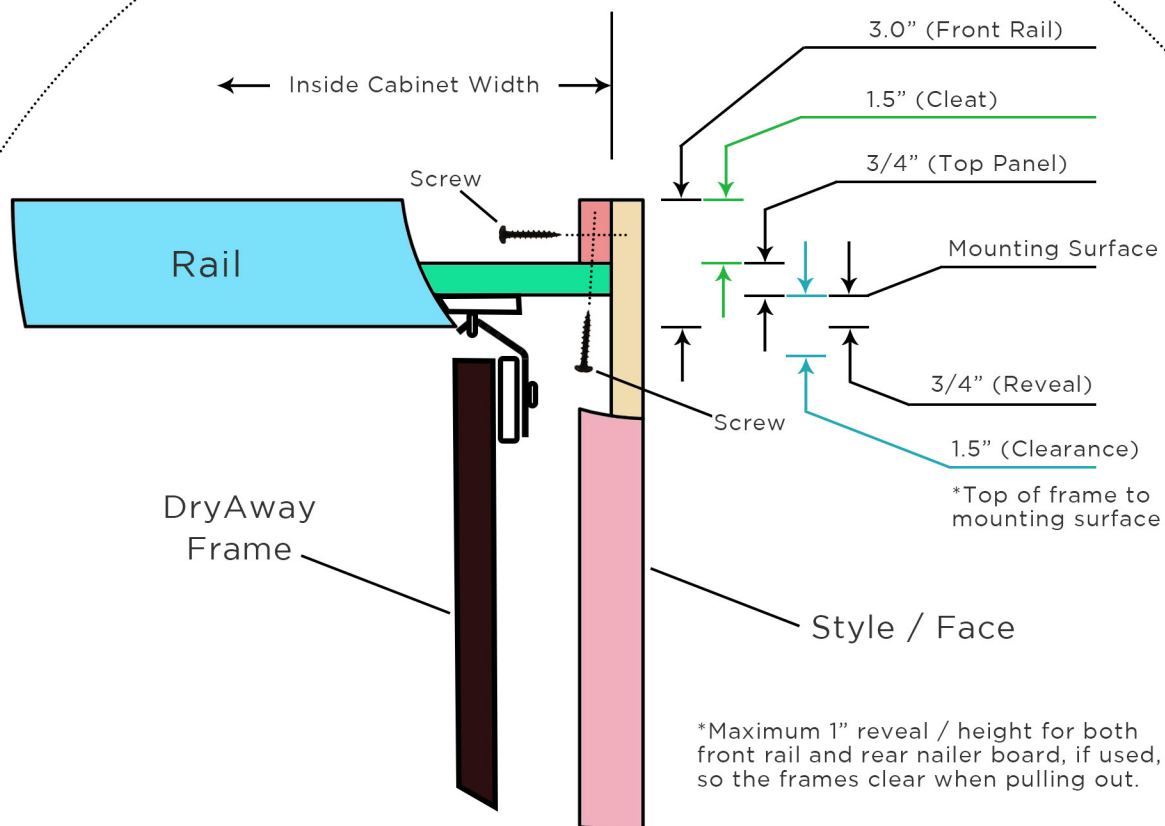 3.0” (Front Rail)
Inside Cabinet Width
1.5” (Cleat)
3/4” (Top Panel)
Screw
Mounting Surface
Rail
3/4” (Reveal)
Screw
1.5” (Clearance)
*Top of frame to
mounting surface
DryAway
Frame
Style / Face
*Maximum 1” reveal / height for both
front rail and rear nailer board, if used,
so the frames clear when pulling out.